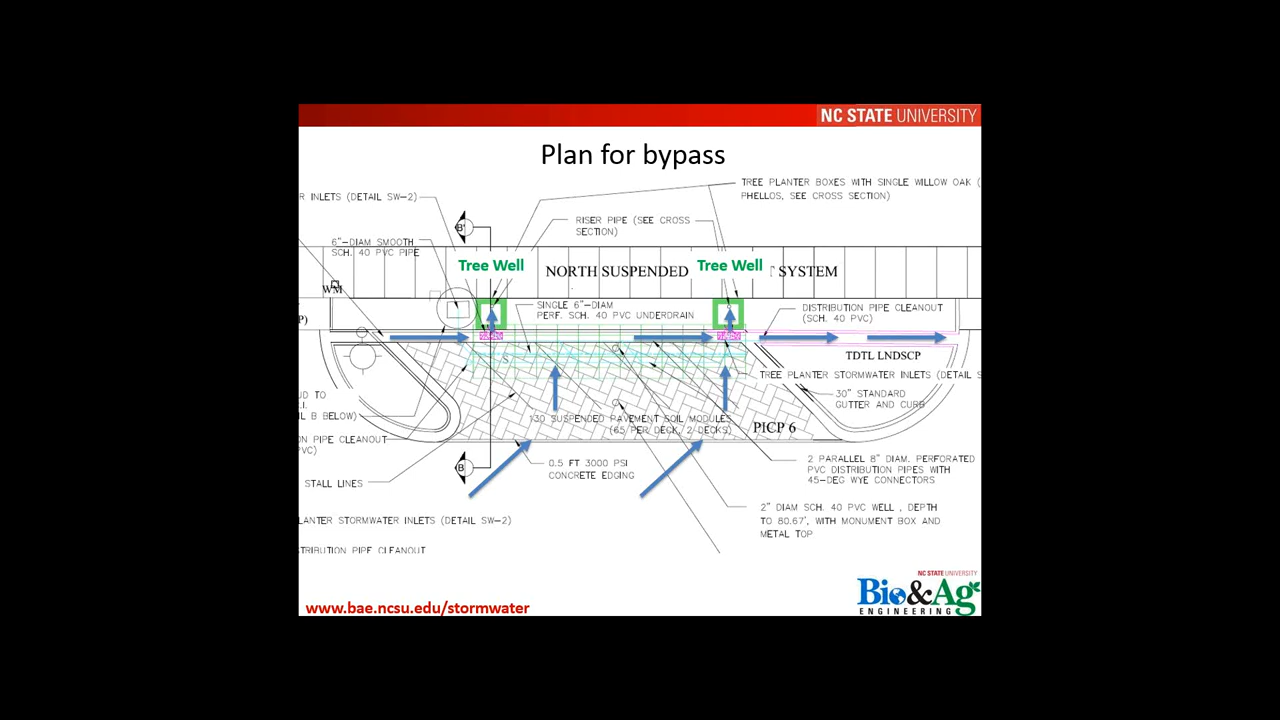 NC STATE UNIVERSITY
Plan for bypass
TREE PLANTER BOXES WITH SINGLE WILLOW OAK (
PHELLOS, SEE CROSS SECTION)
R INLETS (DETAIL SW-2)
RISER PIPE (SEE CROSS
SECTION)
B'
6"-DIAM SMOOTH
SCH. 40 PVC PIPE
Tree Well
NORTH SUSPENDED
Tree Well
T SYSTEM
WM
P)
SINGLE 6"-DIAM
PERF. SCH. 40 PVC UNDERDRAIN
DISTRIBUTION PIPE CLEANOUT
(SCH. 40 PVC)
TDTL LNDSCP
S
TREE PLANTER STORMWATER INLETS (DETAIL S
UD TO
.I.
IL B BELOW)
30" STANDARD
GUTTER AND CURB
130 SUSPENDED PAVEMENT SOIL MODULES
(65 PER DECK, 2 DECKS)
PICP 6
ON PIPE CLEANOUT
PVC)
B
0.5 FT 3000 PSI
CONCRETE EDGING
2 PARALLEL 8" DIAM. PERFORATED
PVC DISTRIBUTION PIPES WITH
45-DEG WYE CONNECTORS
STALL LINES
2" DIAM SCH. 40 PVC WELL , DEPTH
TO 80.67', WITH MONUMENT BOX AND
METAL TOP
LANTER STORMWATER INLETS (DETAIL SW-2)
TRIBUTION PIPE CLEANOUT
NC STATE UNIVERSITY
Bio&Ag
ENGINEERING
www.bae.ncsu.edu/stormwater